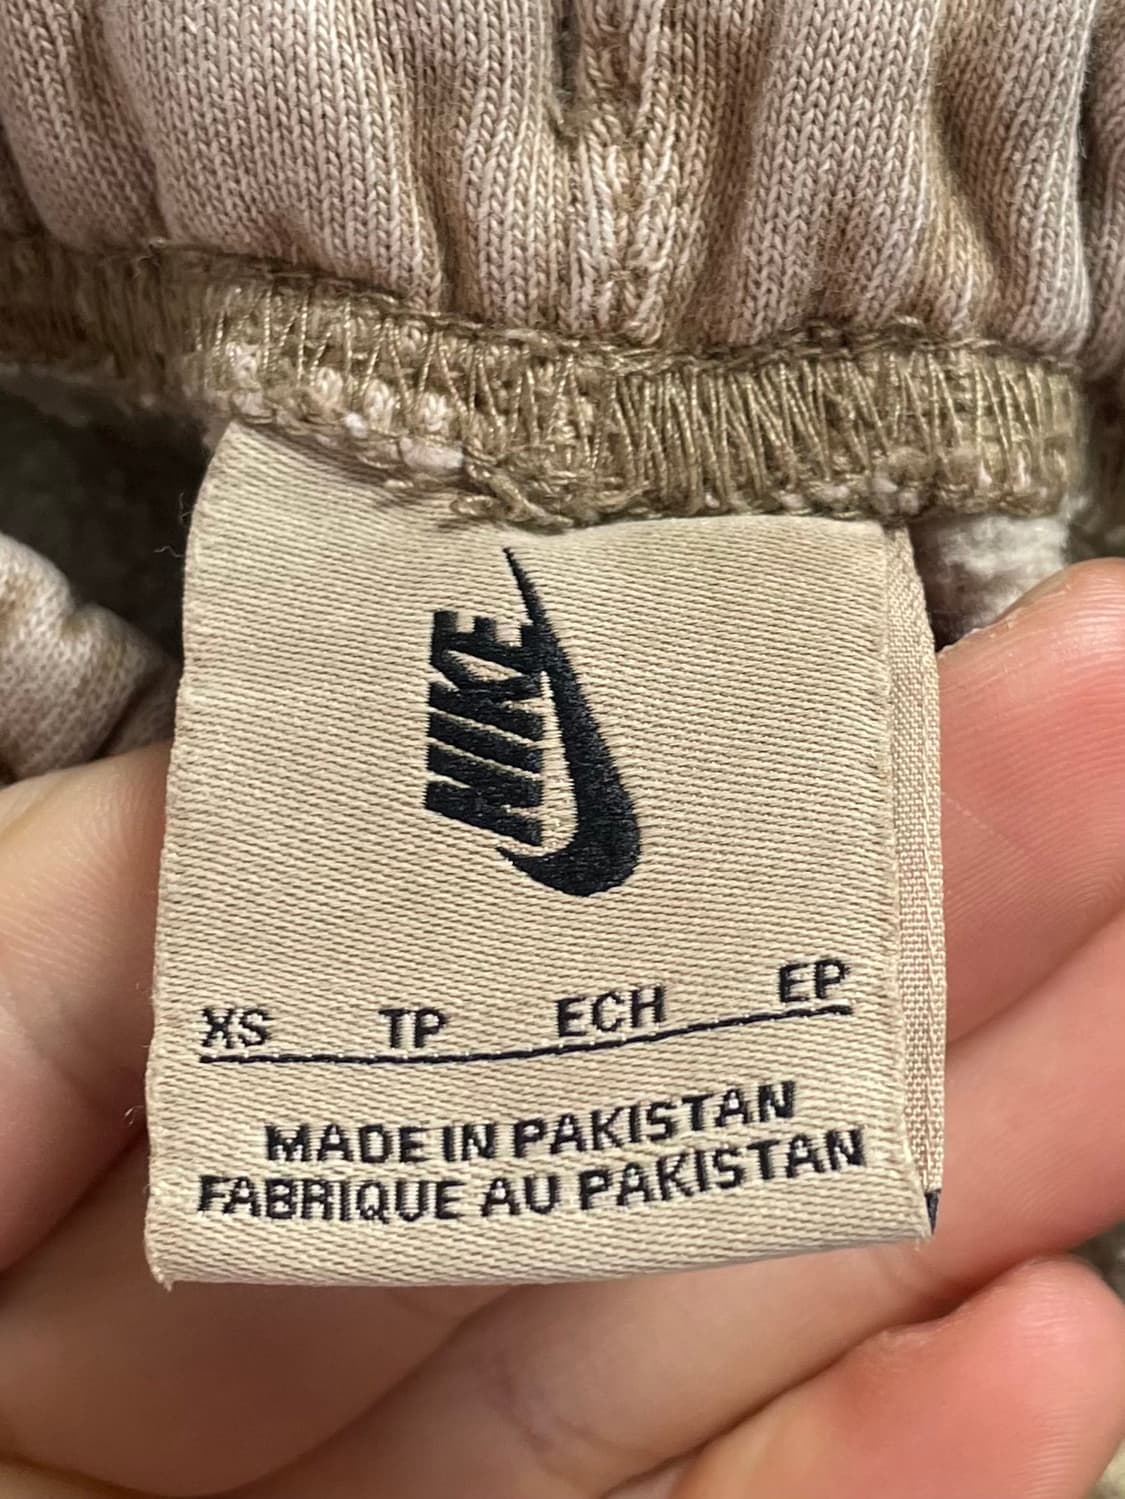 NIKE
XS TP ECH EP
MADE IN PAKISTAN
FABRIQUE AU PAKISTAN